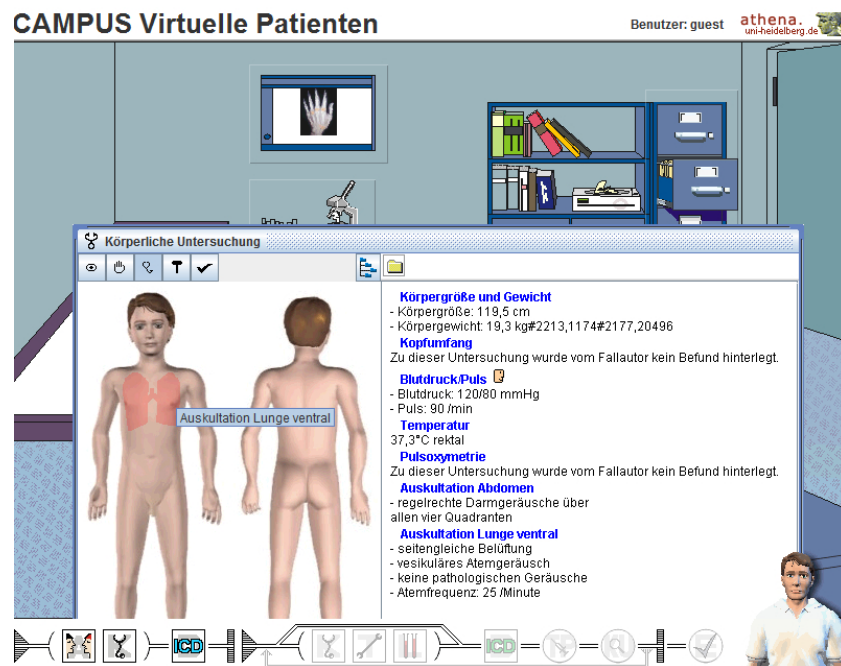 CAMPUS Virtuelle Patienten
Benutzer: guest
athena.
uni-heidelberg.de
Körperliche Untersuchung
Auskultation Lunge ventral
Körpergröße und Gewicht
- Körpergröße: 119,5 cm
- Körpergewicht: 19,3 kg#2213,1174#2177,20496
Kopfumfang
Zu dieser Untersuchung wurde vom Fallautor kein Befund hinterlegt.
Blutdruck/Puls
- Blutdruck: 120/80 mmHg
- Puls: 90 /min
Temperatur
37,3°C rektal
Pulsoxymetrie
Zu dieser Untersuchung wurde vom Fallautor kein Befund hinterlegt.
Auskultation Abdomen
- regelrechte Darmgeräusche über
allen vier Quadranten
Auskultation Lunge ventral
- seitengleiche Belüftung
- vesikuläres Atemgeräusch
- keine pathologischen Geräusche
- Atemfrequenz: 25 /Minute
ICD
ICD